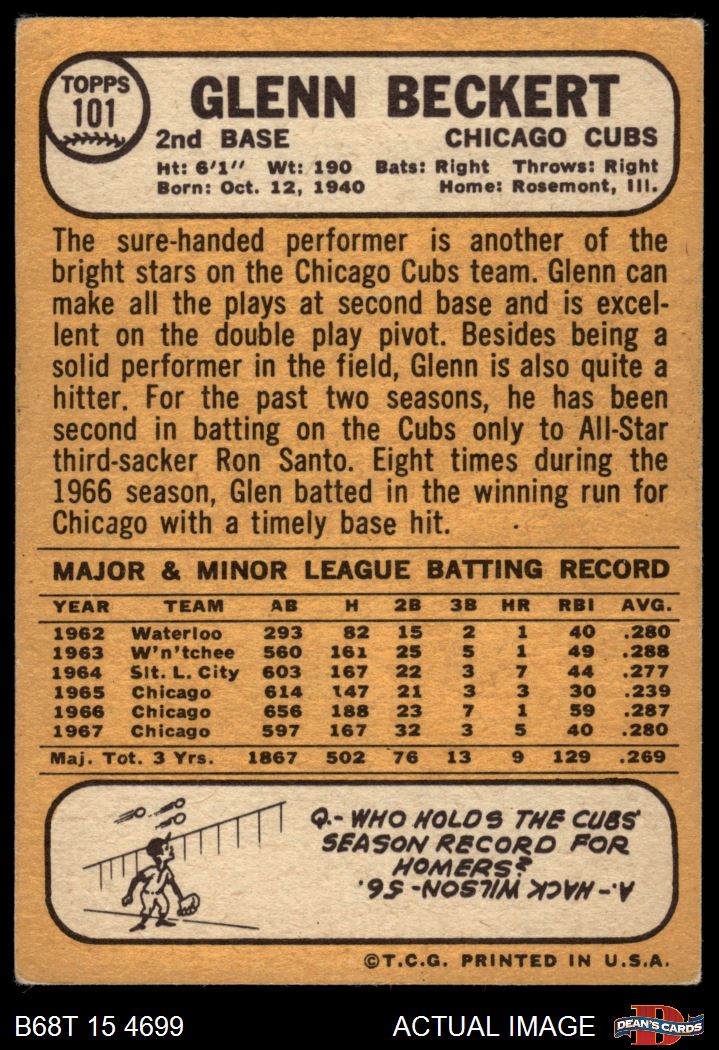 TOPPS
101
GLENN BECKERT
2nd BASE CHICAGO CUBS
Ht: 6'1" Wt: 190 Bats: Right Throws: Right
Born: Oct. 12, 1940 Home: Rosemont, Ill.
The sure-handed performer is another of the
bright stars on the Chicago Cubs team. Glenn can
make all the plays at second base and is excel-
lent on the double play pivot. Besides being a
solid performer in the field, Glenn is also quite a
hitter. For the past two seasons, he has been
second in batting on the Cubs only to All-Star
third-sacker Ron Santo. Eight times during the
1966 season, Glen batted in the winning run for
Chicago with a timely base hit.
MAJOR & MINOR LEAGUE BATTING RECORD
YEAR TEAM AB H 2B 3B HR RBI AVG.
1962 Waterloo 293 82 15 2 1 40 .280
1963 W'n'tchee 560 161 25 5 1 49 .288
1964 Slt. L. City 603 167 22 3 7 44 .277
1965 Chicago 614 147 21 3 3 30 .239
1966 Chicago 656 188 23 7 1 59 .287
1967 Chicago 597 167 32 3 5 40 .280
Maj. Tot. 3 Yrs. 1867 502 76 13 9 129 .269
Q.- WHO HOLDS THE CUBS'
SEASON RECORD FOR
HOMERS?
A.- HACK WILSON- 56.
©T.C.G. PRINTED IN U.S.A.
B68T 15 4699 ACTUAL IMAGE
D
DEAN'S CARDS